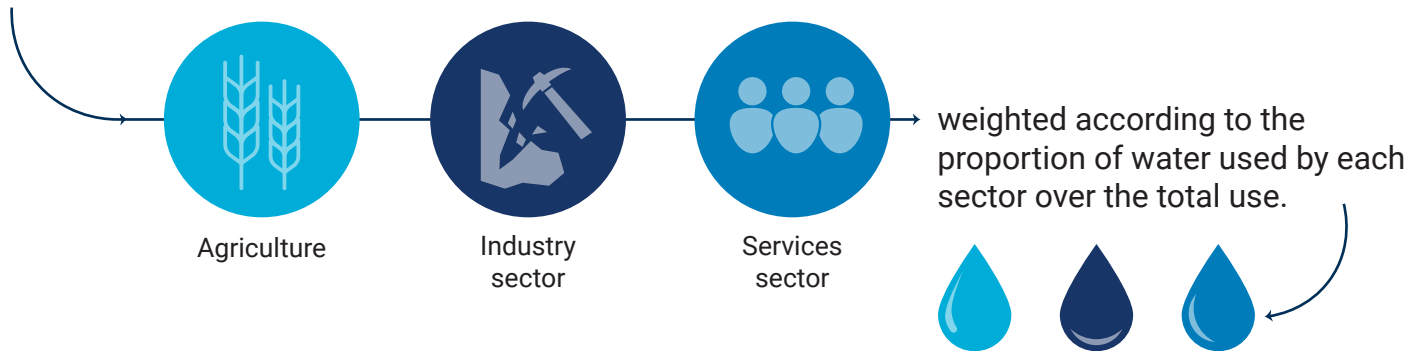 Agriculture
Industry
sector
Services
sector
weighted according to the
proportion of water used by each
sector over the total use.